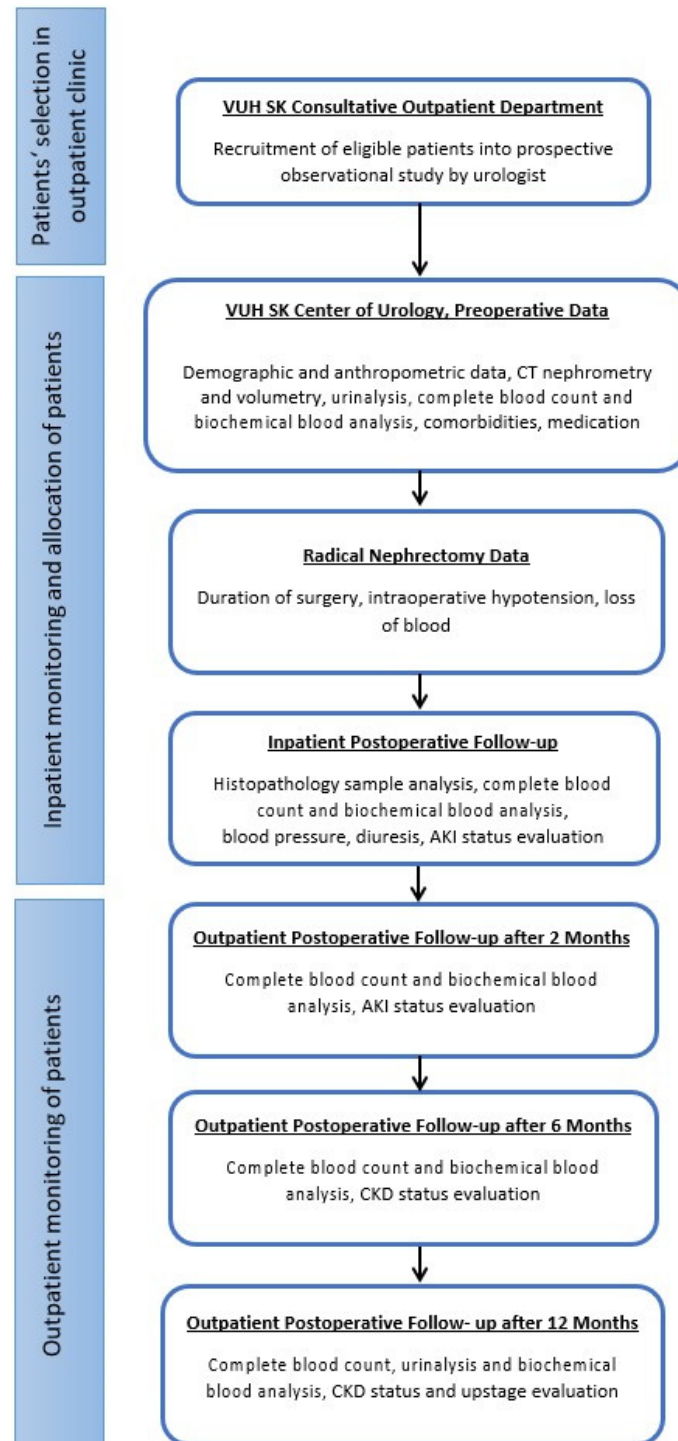 Patients’ selection in
outpatient clinic
VUH SK Consultative Outpatient Department
Recruitment of eligible patients into prospective
observational study by urologist
Inpatient monitoring and allocation of patients
VUH SK Center of Urology, Preoperative Data
Demographic and anthropometric data, CT nephrometry
and volumetry, urinalysis, complete blood count and
biochemical blood analysis, comorbidities, medication
Radical Nephrectomy Data
Duration of surgery, intraoperative hypotension, loss
of blood
Inpatient Postoperative Follow-up
Histopathology sample analysis, complete blood
count and biochemical blood analysis,
blood pressure, diuresis, AKI status evaluation
Outpatient monitoring of patients
Outpatient Postoperative Follow-up after 2 Months
Complete blood count and biochemical blood
analysis, AKI status evaluation
Outpatient Postoperative Follow-up after 6 Months
Complete blood count and biochemical blood
analysis, CKD status evaluation
Outpatient Postoperative Follow- up after 12 Months
Complete blood count, urinalysis and biochemical
blood analysis, CKD status and upstage evaluation